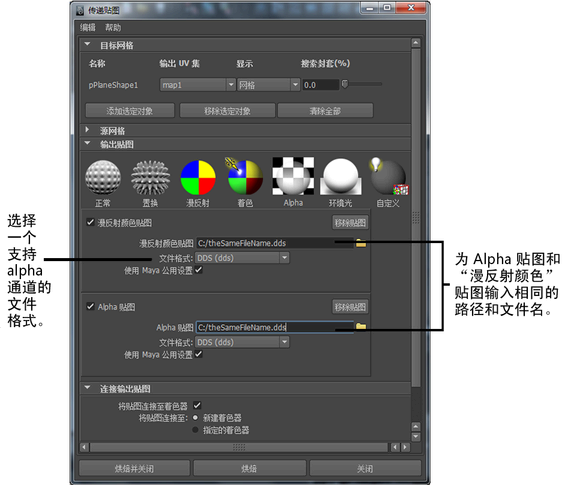 传递贴图
编辑 帮助
目标网格
名称 输出 UV 集 显示 搜索封套(%)
pPlaneShape1 map1 网格 0.0
添加选定对象 移除选定对象 清除全部
源网格
输出贴图
正常 置换 漫反射 着色 Alpha 环境光 自定义
漫反射颜色贴图 移除贴图
漫反射颜色贴图 C:/theSameFileName.dds
文件格式: DDS (dds)
使用 Maya 公用设置
Alpha 贴图 移除贴图
Alpha 贴图 C:/theSameFileName.dds
文件格式: DDS (dds)
使用 Maya 公用设置
连接输出贴图
将贴图连接至着色器
将贴图连接至: 新建着色器
指定的着色器
烘焙并关闭 烘焙 关闭
选择
一个
支持
alpha
通道的
文件
格式。
为 Alpha 贴图和
“漫反射颜色”
贴图输入相同的
路径和文件名。